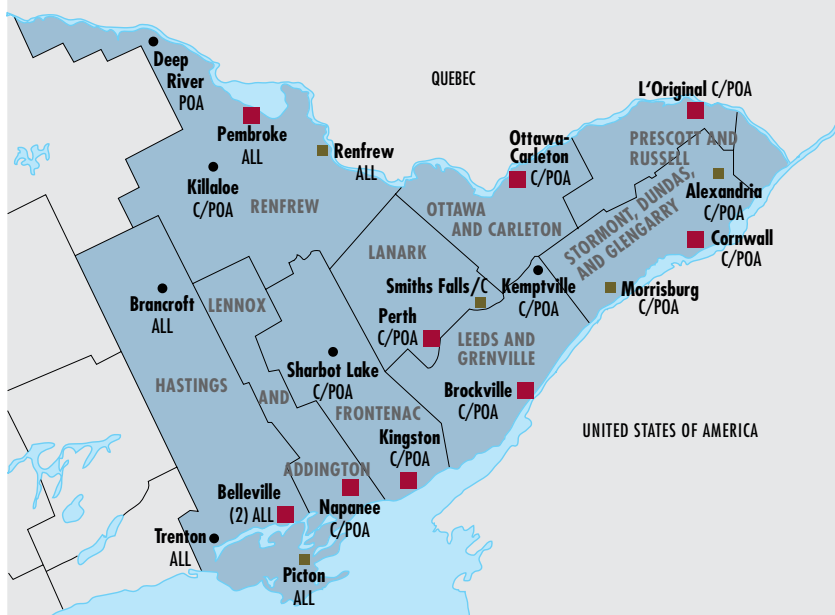 Deep
River
POA
QUEBEC
L'Original C/POA
Pembroke
ALL
Renfrew
ALL
Ottawa-
Carleton
C/POA
PRESCOTT AND
RUSSELL
Killaloe
C/POA
RENFREW
Alexandria
C/POA
OTTAWA
AND CARLETON
STORMONT, DUNDAS,
AND GLENGARRY
Cornwall
C/POA
LANARK
Smiths Falls/C
Kemptville
C/POA
Morrisburg
C/POA
Brancroft
ALL
LENNOX
Perth
C/POA
LEEDS AND
GRENVILLE
Sharbot Lake
C/POA
HASTINGS
AND
FRONTENAC
Brockville
C/POA
UNITED STATES OF AMERICA
Kingston
C/POA
ADDINGTON
Belleville
(2) ALL
Napanee
C/POA
Trenton
ALL
Picton
ALL